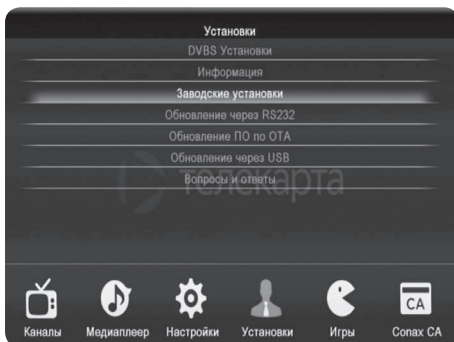 Установки
DVBS Установки
Информация
Заводские установки
Обновление через RS232
Обновление ПО по OTA
Обновление через USB
Вопросы и ответы
телекарта
CA
Каналы Медиаплеер Настройки Установки Игры Conax CA